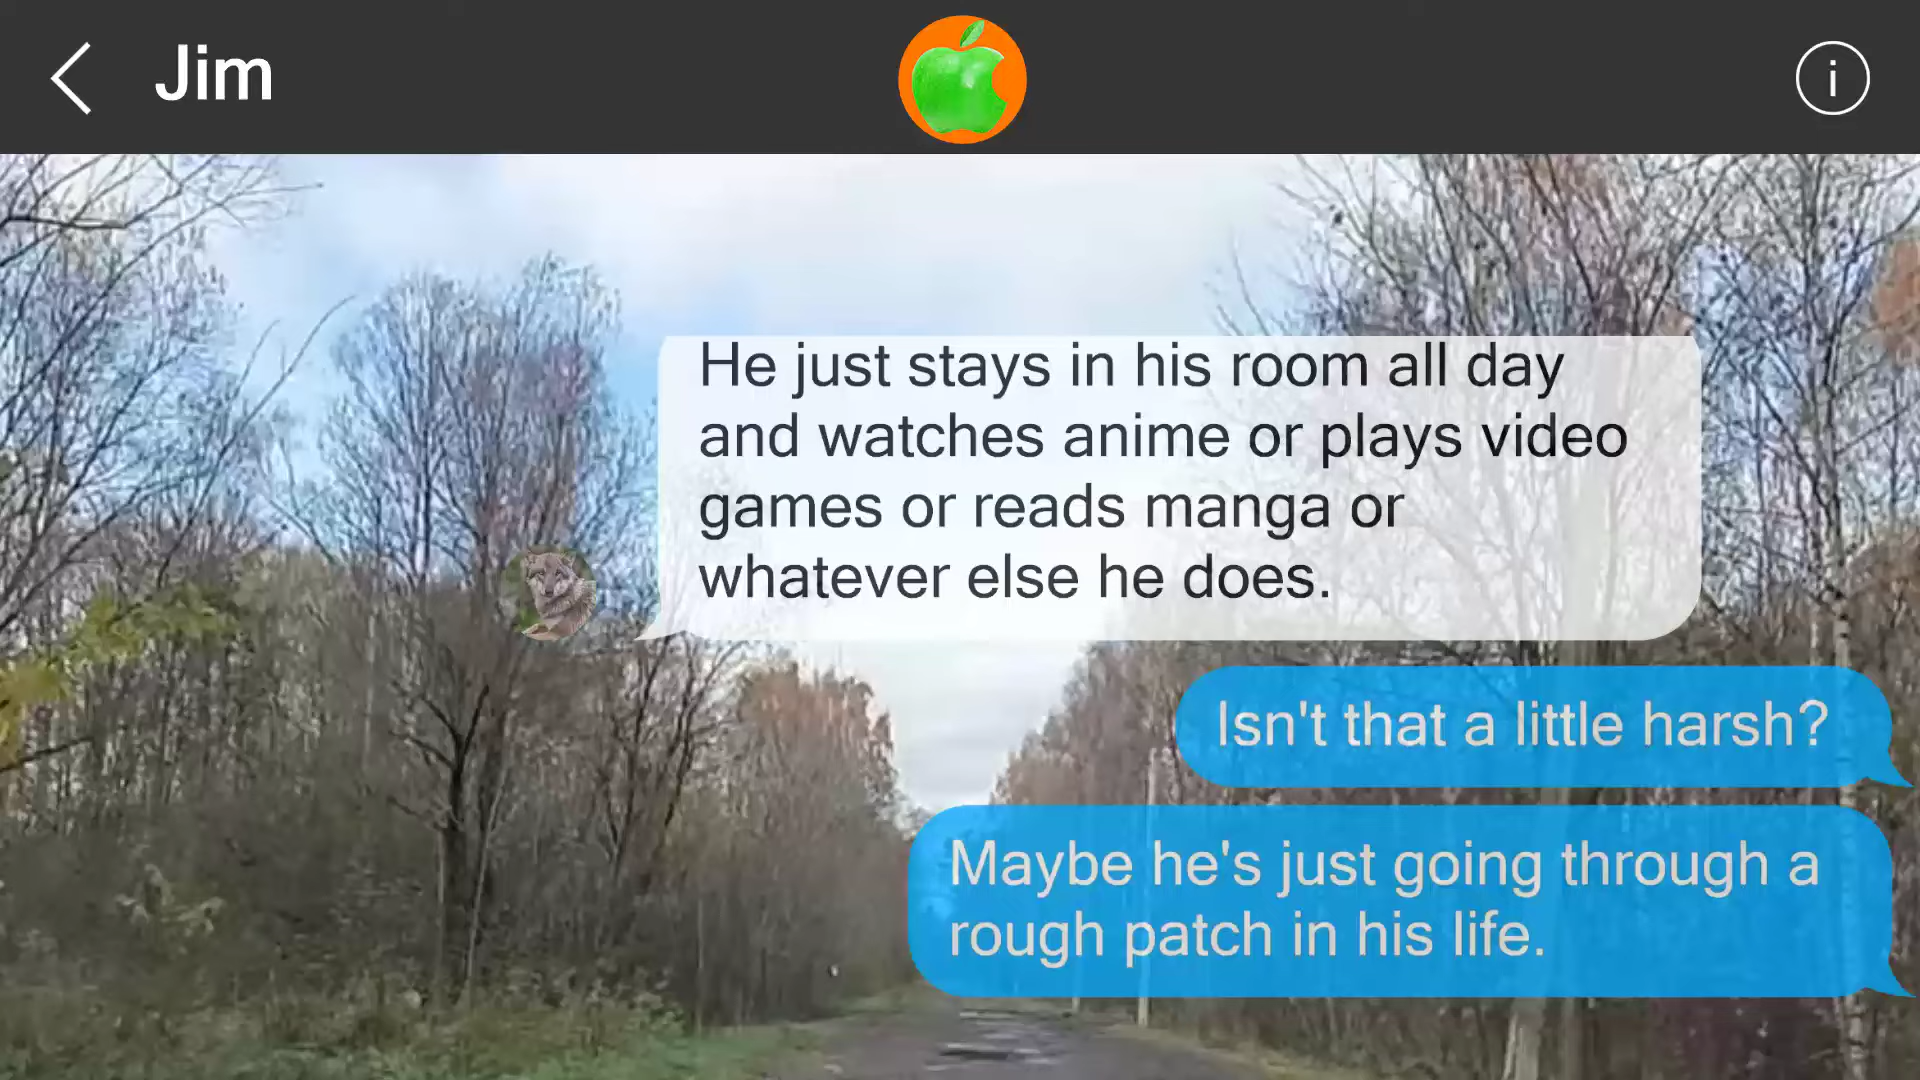 Jim
i
He just stays in his room all day
and watches anime or plays video
games or reads manga or
whatever else he does.
Isn't that a little harsh?
Maybe he's just going through a
rough patch in his life.